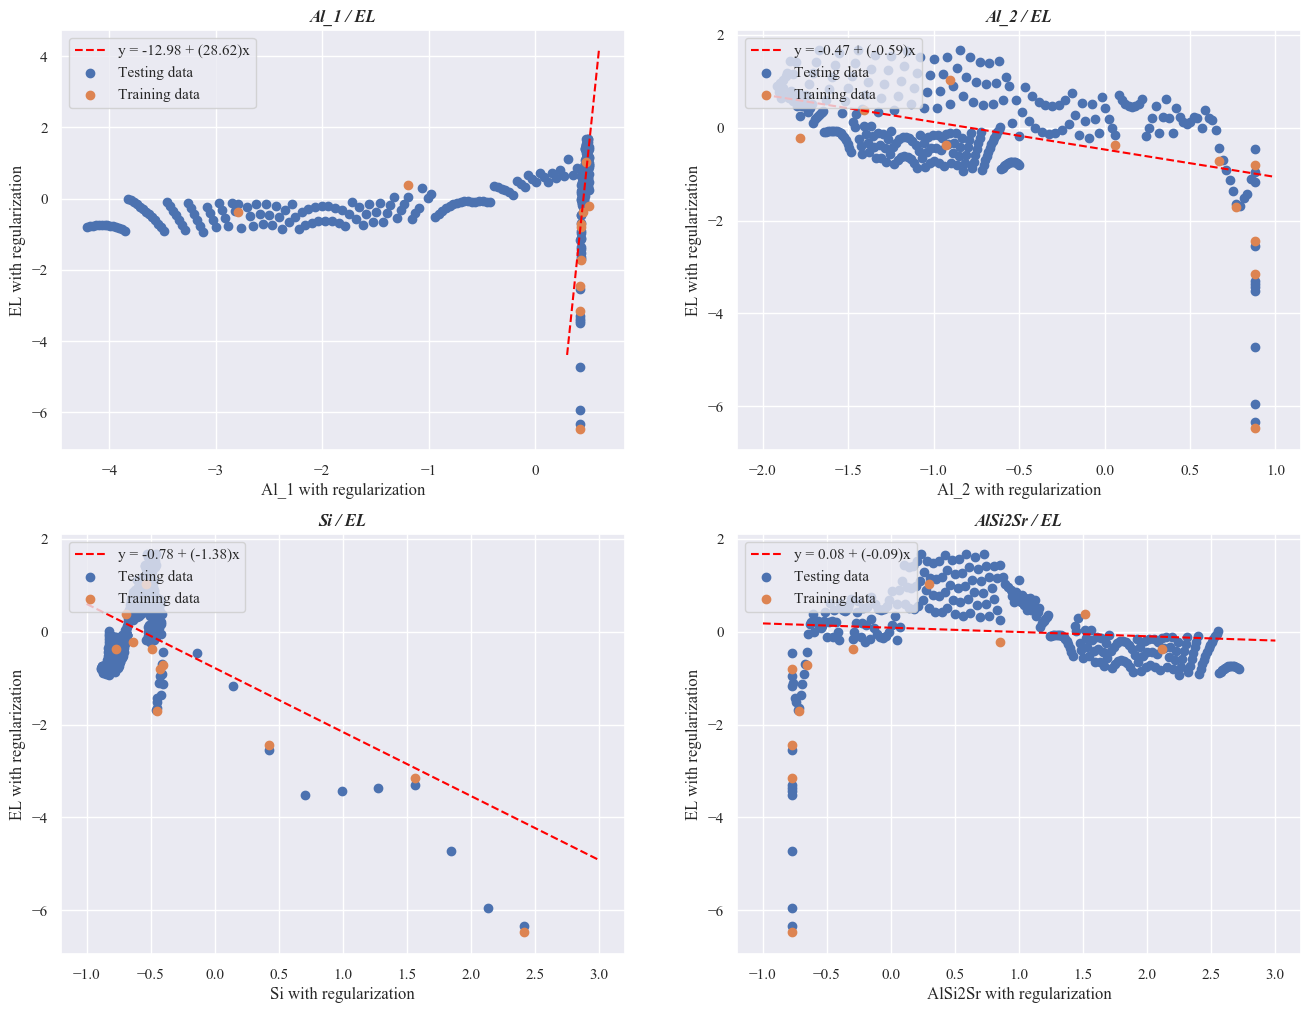 Al_1 / EL
y = -12.98 + (28.62)x
Testing data
Training data
EL with regularization
4
2
0
−2
−4
−6
−4 −3 −2 −1 0
Al_1 with regularization
Al_2 / EL
y = -0.47 + (-0.59)x
Testing data
Training data
EL with regularization
2
0
−2
−4
−6
−2.0 −1.5 −1.0 −0.5 0.0 0.5 1.0
Al_2 with regularization
Si / EL
y = -0.78 + (-1.38)x
Testing data
Training data
EL with regularization
2
0
−2
−4
−6
−1.0 −0.5 0.0 0.5 1.0 1.5 2.0 2.5 3.0
Si with regularization
AlSi2Sr / EL
y = 0.08 + (-0.09)x
Testing data
Training data
EL with regularization
2
0
−2
−4
−6
−1.0 −0.5 0.0 0.5 1.0 1.5 2.0 2.5 3.0
AlSi2Sr with regularization